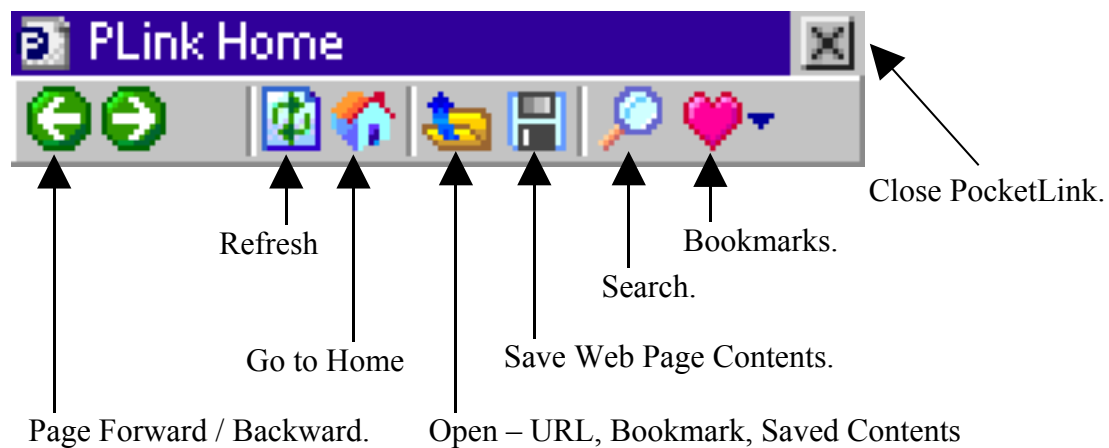 PLink Home
Close PocketLink.
Refresh
Bookmarks.
Search.
Go to Home
Save Web Page Contents.
Page Forward / Backward.
Open – URL, Bookmark, Saved Contents